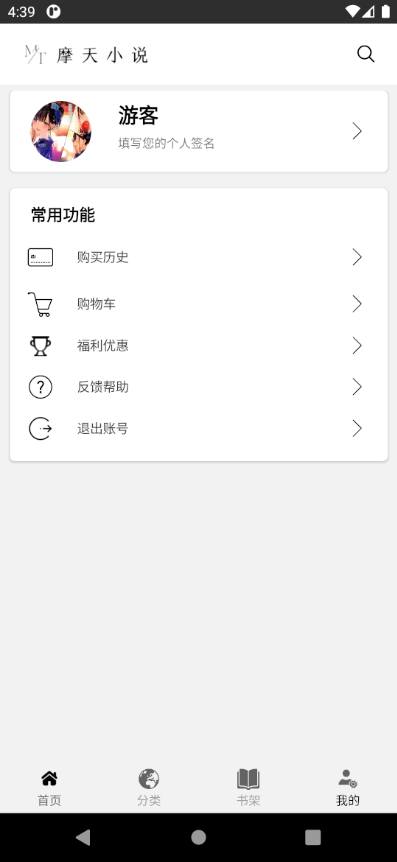 4:39
MT 摩天小说
游客
填写您的个人签名
常用功能
购买历史
购物车
福利优惠
? 反馈帮助
退出账号
首页 分类 书架 我的